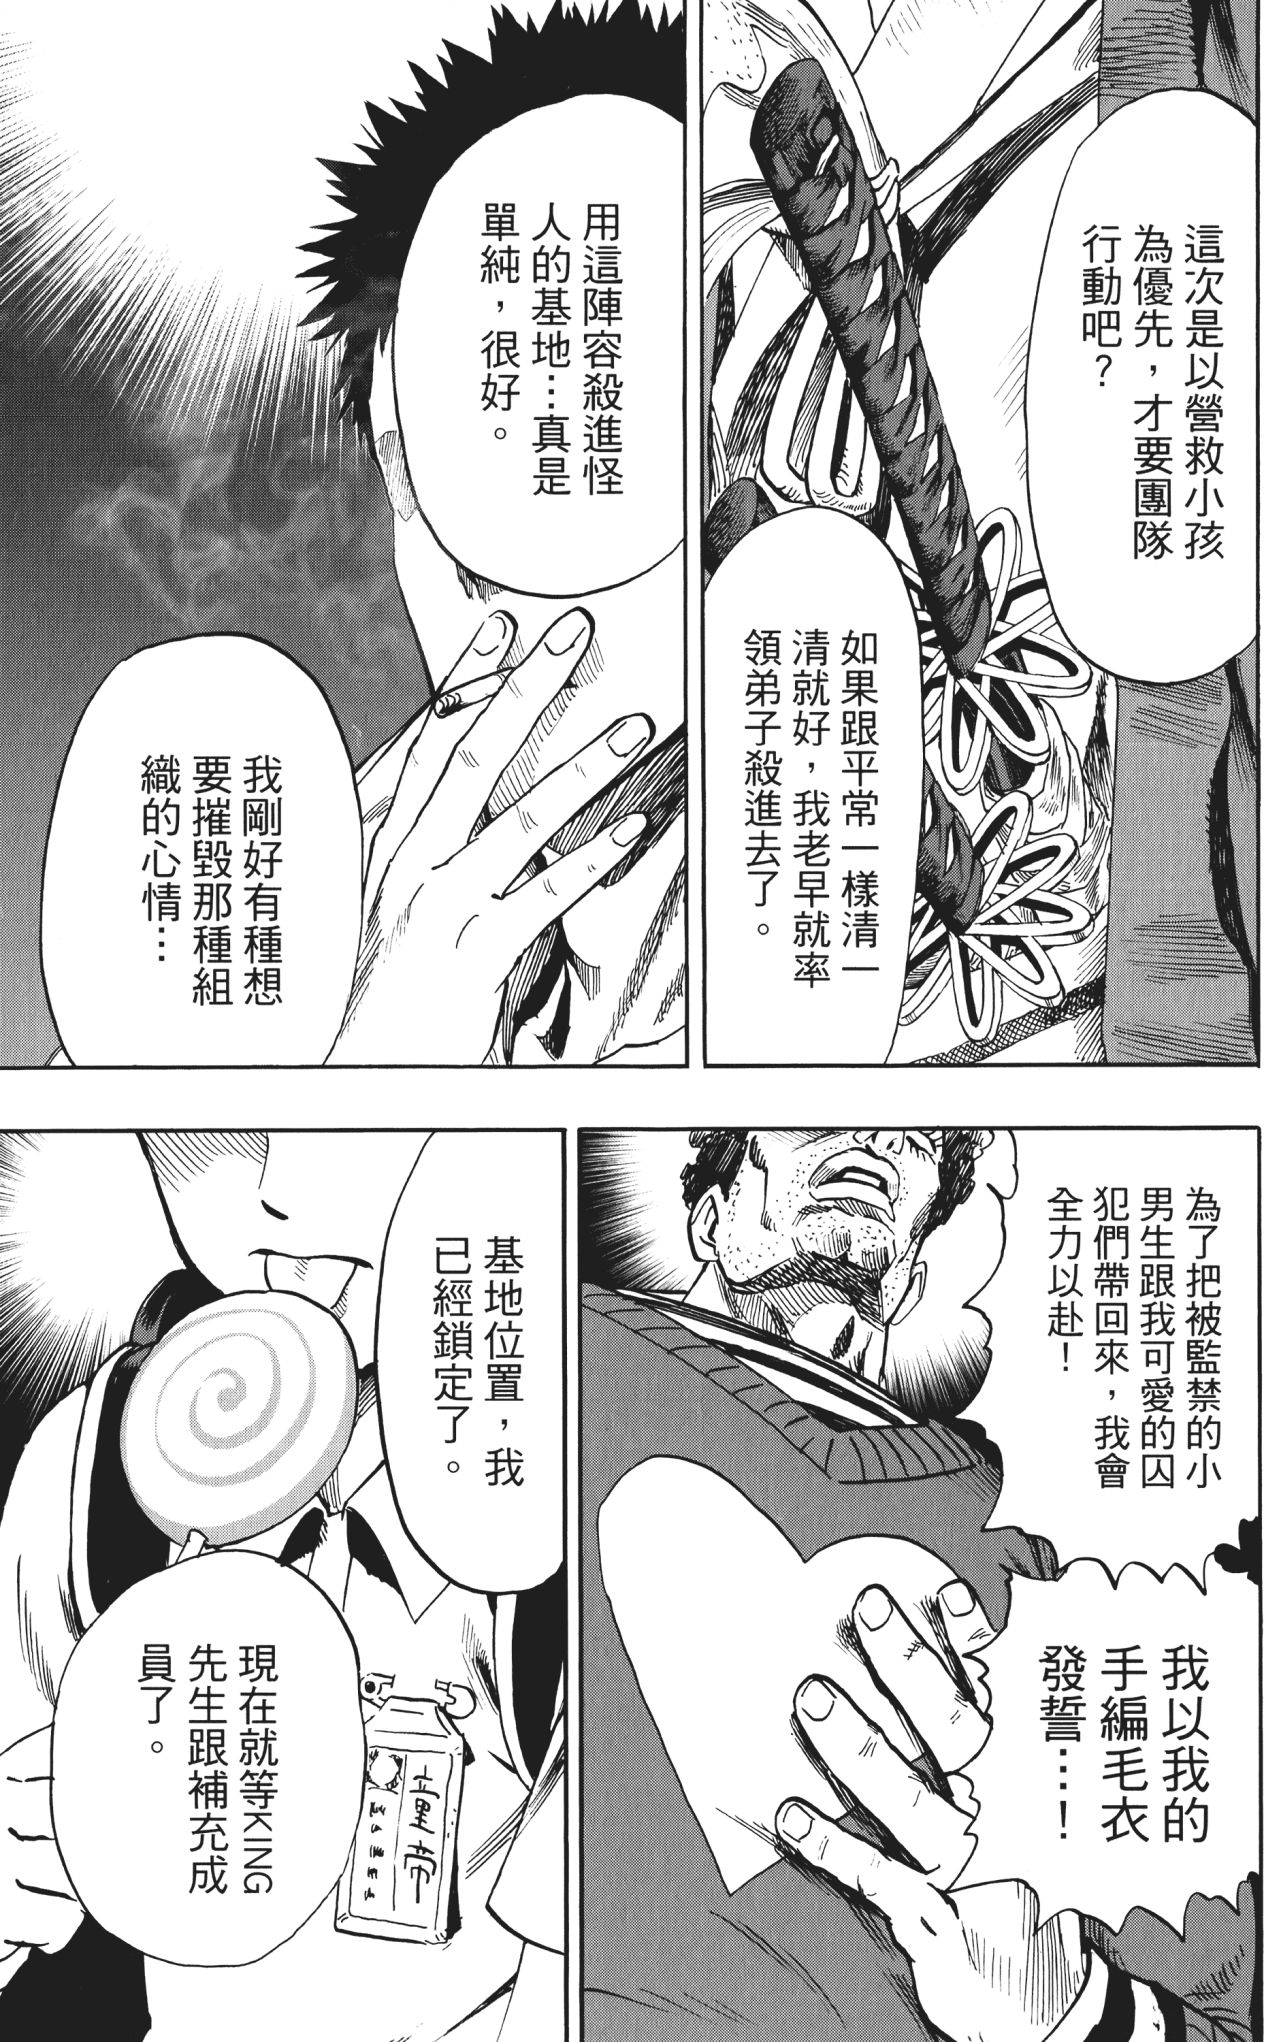 這次是以營救小孩
為優先，才要團隊
行動吧？
如果跟平常一樣清一
清就好，我老早就率
領弟子殺進去了。
用這陣容殺進怪
人的基地…真是
單純，很好。
我剛好有種想
要摧毀那種組
織的心情…
為了把被監禁的小
男生跟我可愛的囚
犯們帶回來，我會
全力以赴！
我以我的
手編毛衣
發誓…！
基地位置，我
已經鎖定了。
現在就等KING
先生跟補充成
員了。
童帝